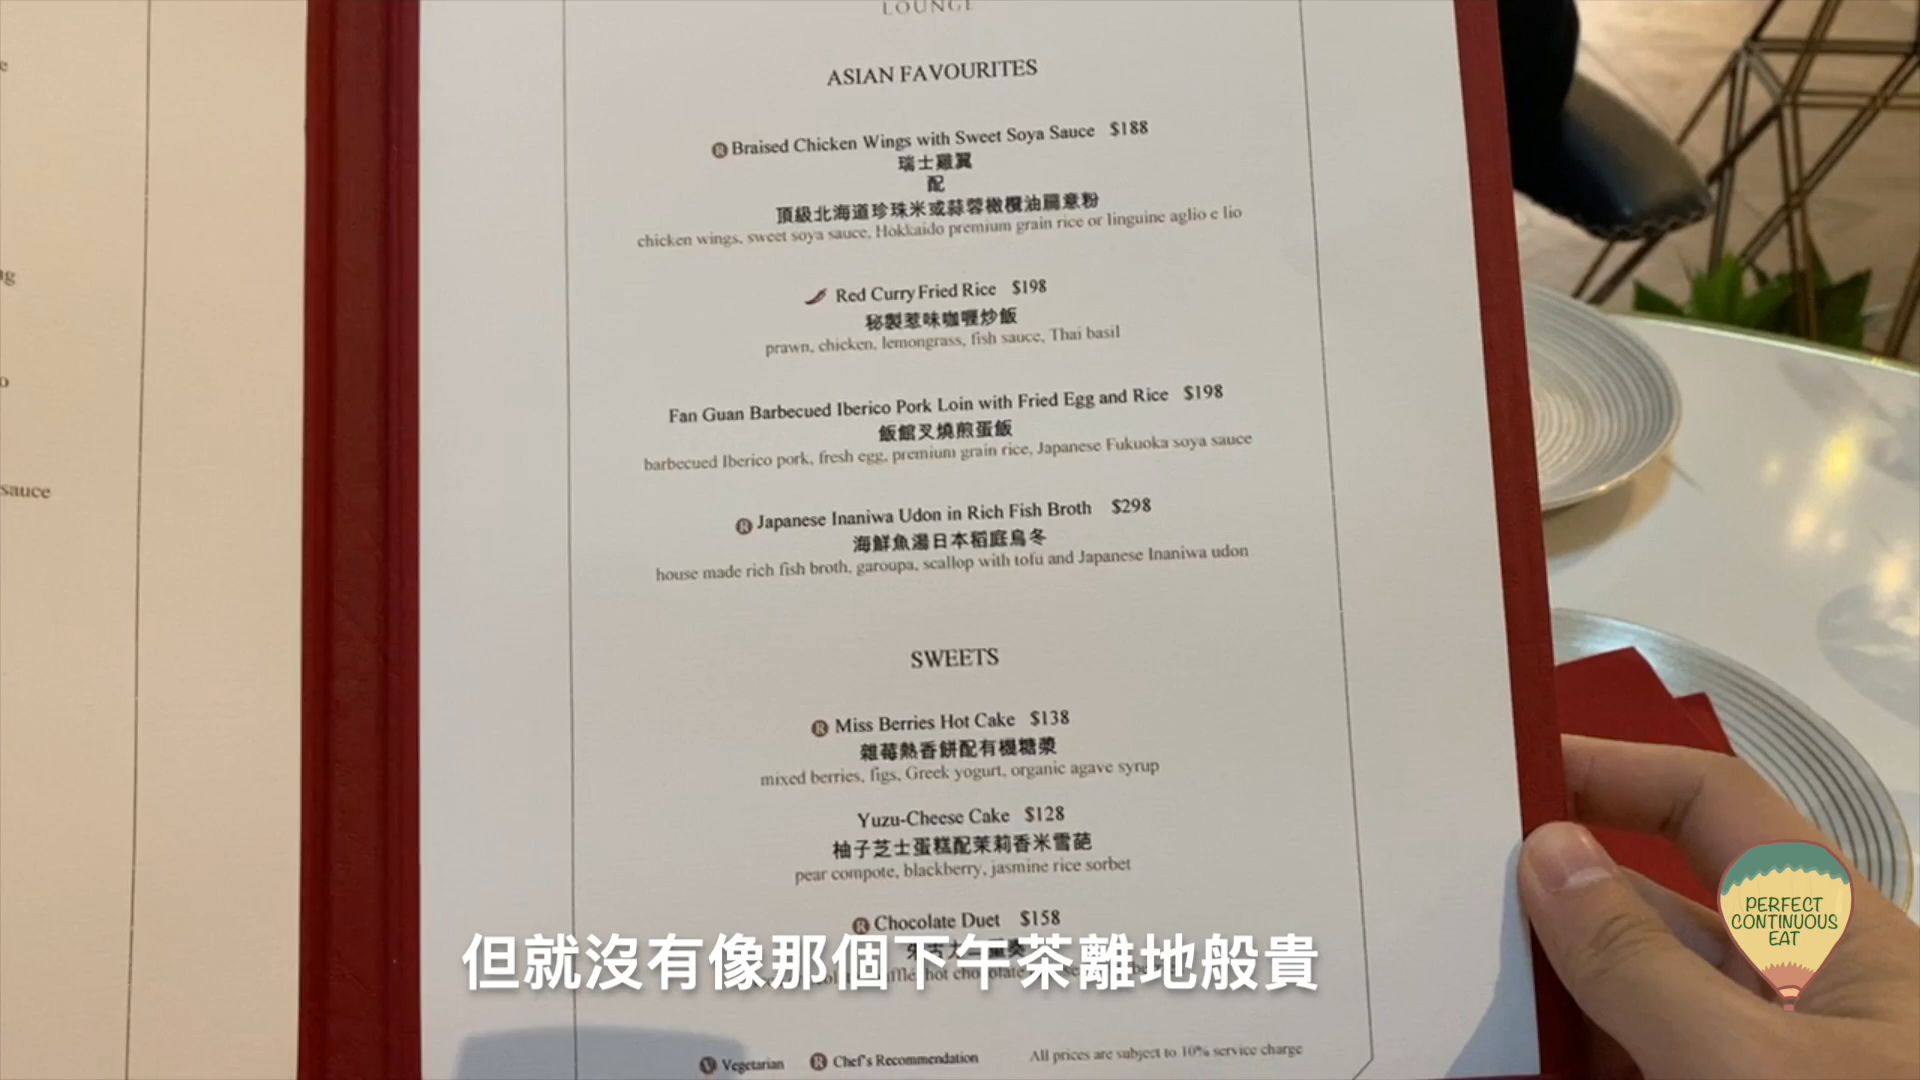 LOUNGE
ASIAN FAVOURITES
R Braised Chicken Wings with Sweet Soya Sauce $188
瑞士雞翼
配
頂級北海道珍珠米或蒜蓉橄欖油扁意粉
chicken wings, sweet soya sauce, Hokkaido premium grain rice or linguine aglio e lio
Red Curry Fried Rice $198
秘製惹味咖喱炒飯
prawn, chicken, lemongrass, fish sauce, Thai basil
Fan Guan Barbecued Iberico Pork Loin with Fried Egg and Rice $198
飯館叉燒煎蛋飯
barbecued Iberico pork, fresh egg, premium grain rice, Japanese Fukuoka soya sauce
R Japanese Inaniwa Udon in Rich Fish Broth $298
海鮮魚湯日本稻庭烏冬
house made rich fish broth, garoupa, scallop with tofu and Japanese Inaniwa udon
SWEETS
R Miss Berries Hot Cake $138
雜莓熱香餅配有機糖漿
mixed berries, figs, Greek yogurt, organic agave syrup
Yuzu-Cheese Cake $128
柚子芝士蛋糕配茉莉香米雪葩
pear compote, blackberry, jasmine rice sorbet
R Chocolate Duet $158
hot chocolate
但就沒有像那個下午茶離地般貴
V Vegetarian R Chef's Recommendation All prices are subject to 10% service charge
sauce
PERFECT
CONTINUOUS
EAT